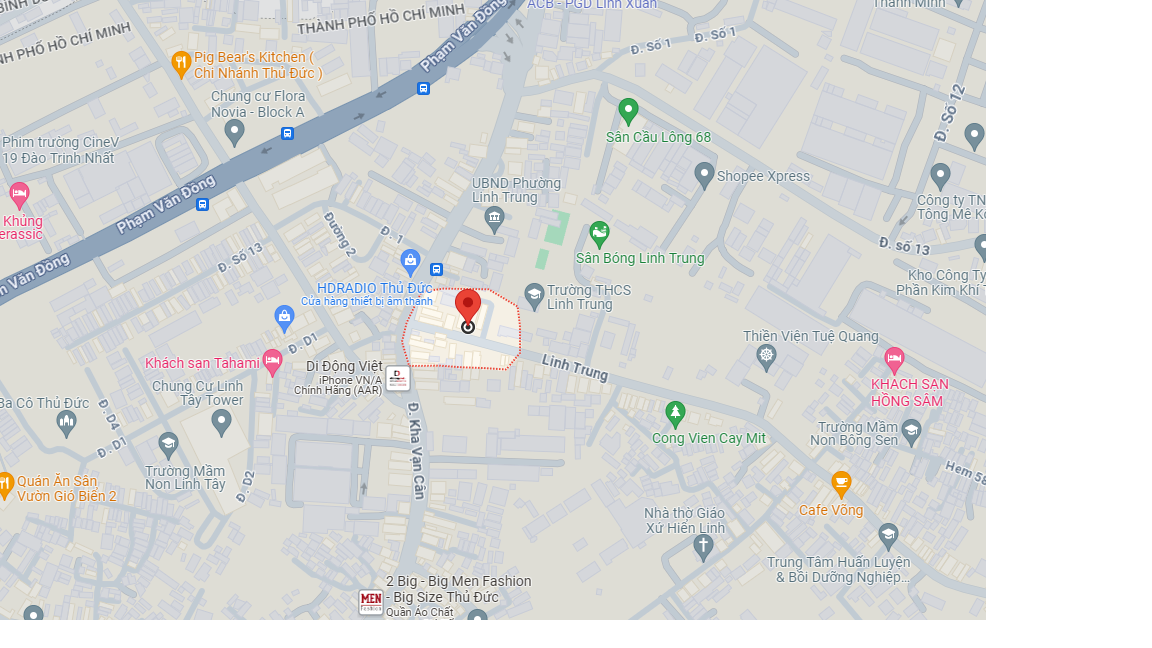 BÌNH D
THÀNH PHỐ HỒ CHÍ MINH
NH PHỐ HỒ CHÍ MINH
ACB - PGD Linh Xuân
Thành Minh
Phạm Văn Đồng
Đ. Số 1
Đ. Số 1
Pig Bear's Kitchen (
Chi Nhánh Thủ Đức )
Chung cư Flora
Novia - Block A
Phim trường CineV
19 Đào Trinh Nhất
Sân Cầu Lông 68
Đ. Số 12
Shopee Xpress
UBND Phường
Linh Trung
Phạm Văn Đồng
Khủng
erassic
Đường 2
Đ. 1
Công ty TN
Tông Mê Kô
Đ. số 13
Đ. Số 13
Sân Bóng Linh Trung
n Văn Đồng
HDRADIO Thủ Đức
Cửa hàng thiết bị âm thanh
Trường THCS
Linh Trung
Kho Công Ty
Phần Kim Khí T
Thiền Viện Tuệ Quang
Đ. D1
Khách sạn Tahami
Di Động Việt
iPhone VN/A
Chính Hãng (AAR)
Linh Trung
KHÁCH SẠN
HỒNG SÂM
Chung Cư Linh
Tây Tower
Ba Cô Thủ Đức
Đ. D4
Đ. D1
Đ. Kha Vạn Cân
Cong Vien Cay Mit
Trường Mầm
Non Bông Sen
Trường Mầm
Non Linh Tây
Đ. D2
Hẻm 58
Quán Ăn Sân
Vườn Gió Biển 2
Cafe Võng
Nhà thờ Giáo
Xứ Hiển Linh
Trung Tâm Huấn Luyện
& Bồi Dưỡng Nghiệp...
2 Big - Big Men Fashion
- Big Size Thủ Đức
Quần Áo Chất
MEN
Fashion